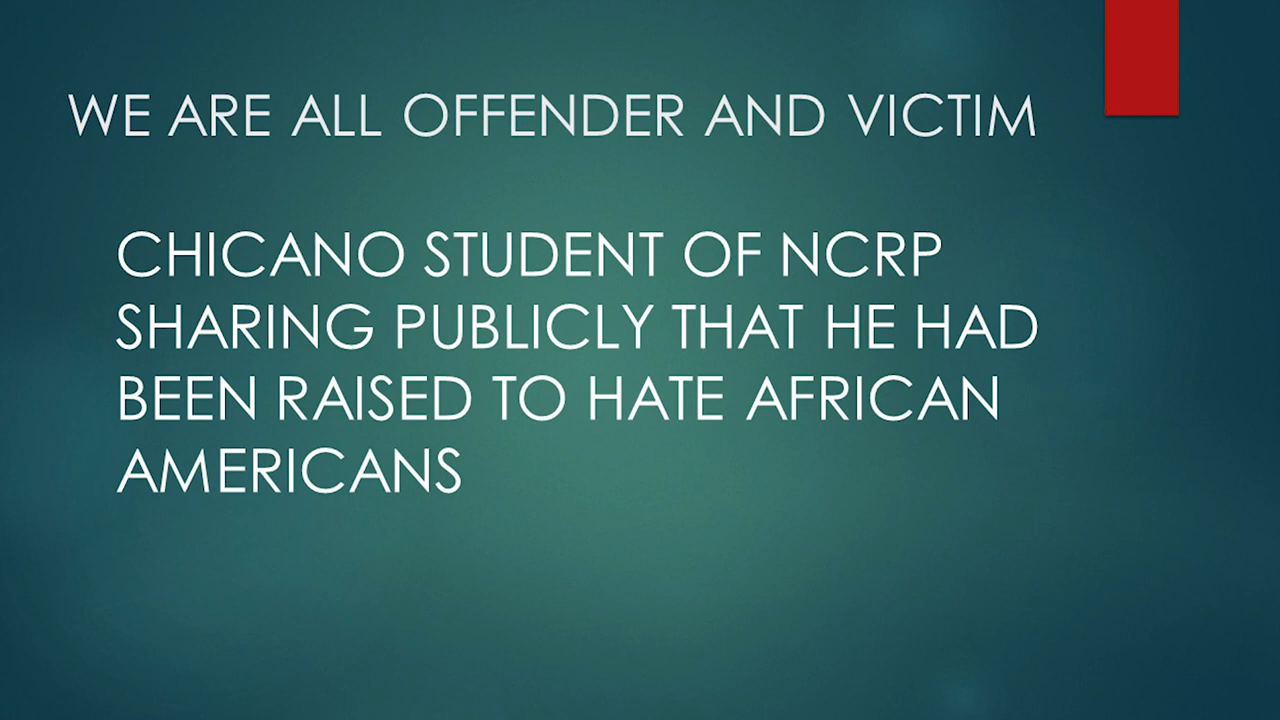 WE ARE ALL OFFENDER AND VICTIM
CHICANO STUDENT OF NCRP
SHARING PUBLICLY THAT HE HAD
BEEN RAISED TO HATE AFRICAN
AMERICANS